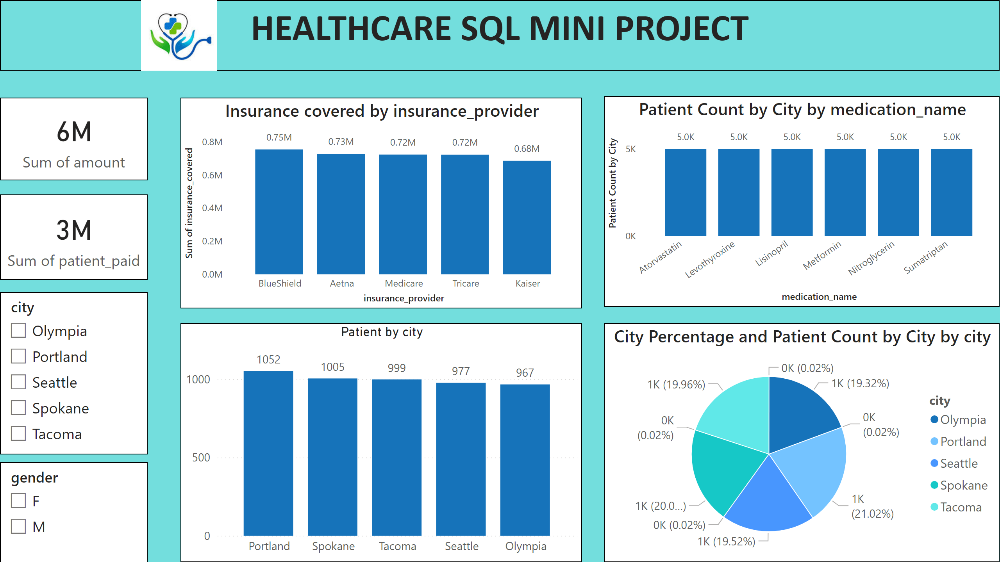 HEALTHCARE SQL MINI PROJECT
6M
Sum of amount
3M
Sum of patient_paid
city
Olympia
Portland
Seattle
Spokane
Tacoma
gender
F
M
Insurance covered by insurance_provider
Sum of insurance_covered
0.8M
0.6M
0.4M
0.2M
0.0M
0.75M
0.73M
0.72M
0.72M
0.68M
BlueShield
Aetna
Medicare
Tricare
Kaiser
insurance_provider
Patient Count by City by medication_name
Patient Count by City
5K
0K
5.0K
5.0K
5.0K
5.0K
5.0K
5.0K
Atorvastatin
Levothyroxine
Lisinopril
Metformin
Nitroglycerin
Sumatriptan
medication_name
Patient by city
1000
500
0
1052
1005
999
977
967
Portland
Spokane
Tacoma
Seattle
Olympia
City Percentage and Patient Count by City by city
0K (0.02%)
1K (19.32%)
0K
(0.02%)
1K
(21.02%)
1K (19.52%)
0K (0.02%)
1K (20.0...)
0K
(0.02%)
1K (19.96%)
city
Olympia
Portland
Seattle
Spokane
Tacoma